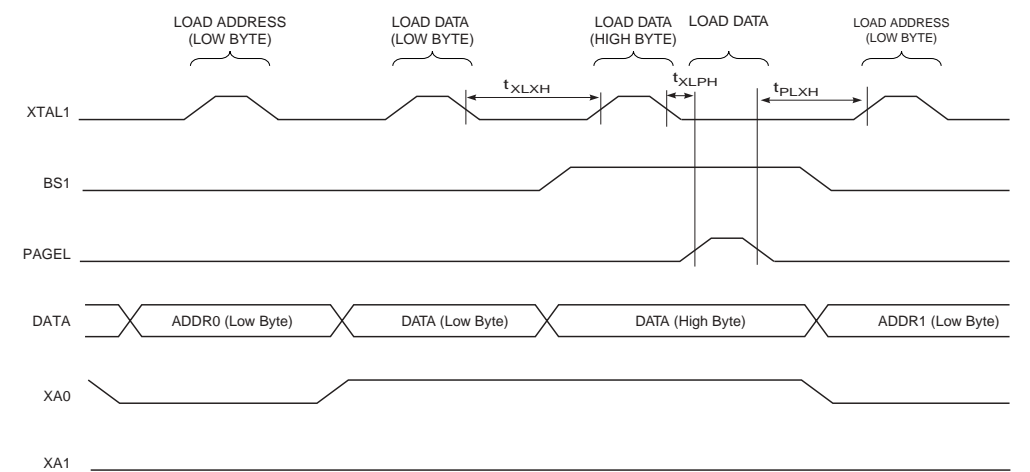 LOAD ADDRESS
(LOW BYTE)
LOAD DATA
(LOW BYTE)
LOAD DATA
(HIGH BYTE)
LOAD DATA
LOAD ADDRESS
(LOW BYTE)
tXLXH
tXLPH
tPLXH
XTAL1
BS1
PAGEL
DATA
ADDR0 (Low Byte)
DATA (Low Byte)
DATA (High Byte)
ADDR1 (Low Byte)
XA0
XA1